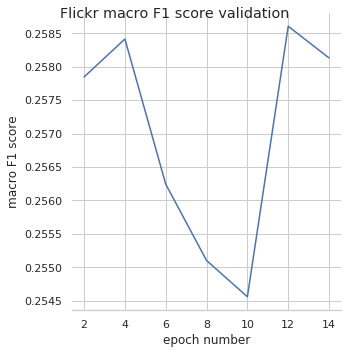 Flickr macro F1 score validation
0.2585
0.2580
0.2575
0.2570
0.2565
0.2560
0.2555
0.2550
0.2545
macro F1 score
2 4 6 8 10 12 14
epoch number